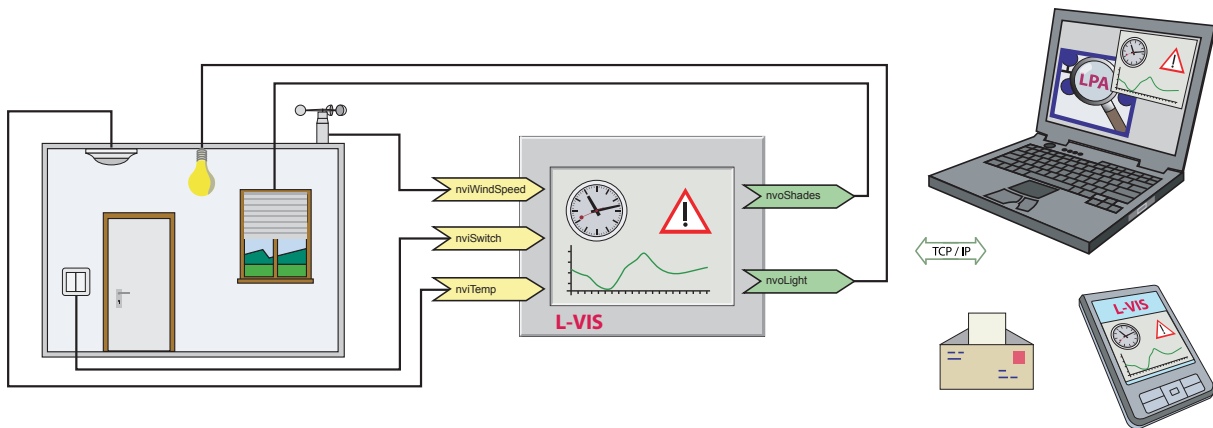 nviWindSpeed
nviSwitch
nviTemp
nvoShades
nvoLight
L-VIS
LPA
TCP / IP
L-VIS